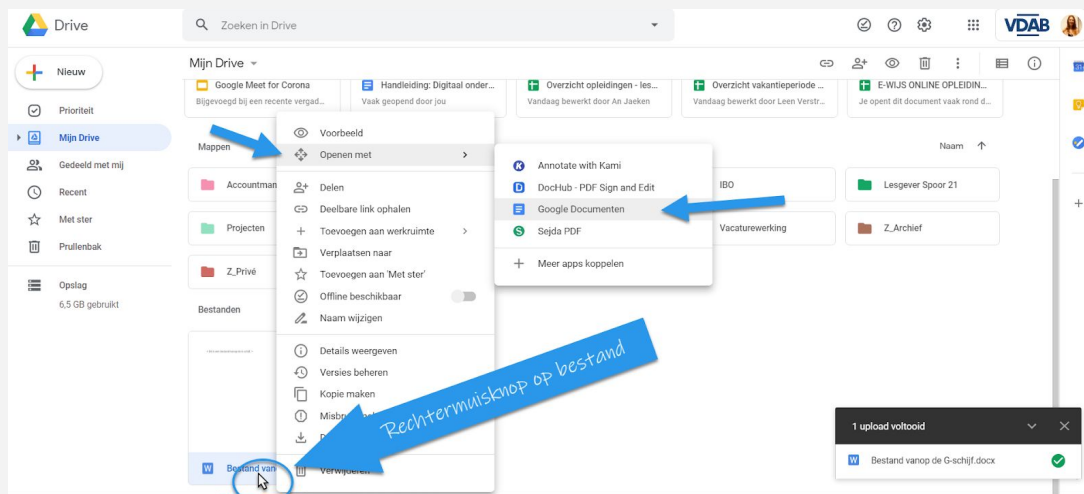 Drive
Zoeken in Drive
VDAB
Nieuw
Mijn Drive
Prioriteit
Mijn Drive
Gedeeld met mij
Recent
Met ster
Prullenbak
Opslag
6,5 GB gebruikt
Google Meet for Corona
Bijgevoegd bij een recente vergad...
Handleiding: Digitaal onder...
Vaak geopend door jou
Overzicht opleidingen - les...
Vandaag bewerkt door An Jaeken
Overzicht vakantieperiode ...
Vandaag bewerkt door Leen Verstr...
E-WIJS ONLINE OPLEIDIN...
Je opent dit document vaak rond d...
Mappen
Naam
Accountman
IBO
Lesgever Spoor 21
Projecten
Vacaturewerking
Z_Archief
Z_Privé
Bestanden
Voorbeeld
Openen met
Delen
Deelbare link ophalen
Toevoegen aan werkruimte
Verplaatsen naar
Toevoegen aan 'Met ster'
Offline beschikbaar
Naam wijzigen
Details weergeven
Versies beheren
Kopie maken
Verwijderen
Annotate with Kami
DocHub - PDF Sign and Edit
Google Documenten
Sejda PDF
Meer apps koppelen
Rechtermuisknop op bestand
Bestand van
1 upload voltooid
Bestand vanop de G-schijf.docx